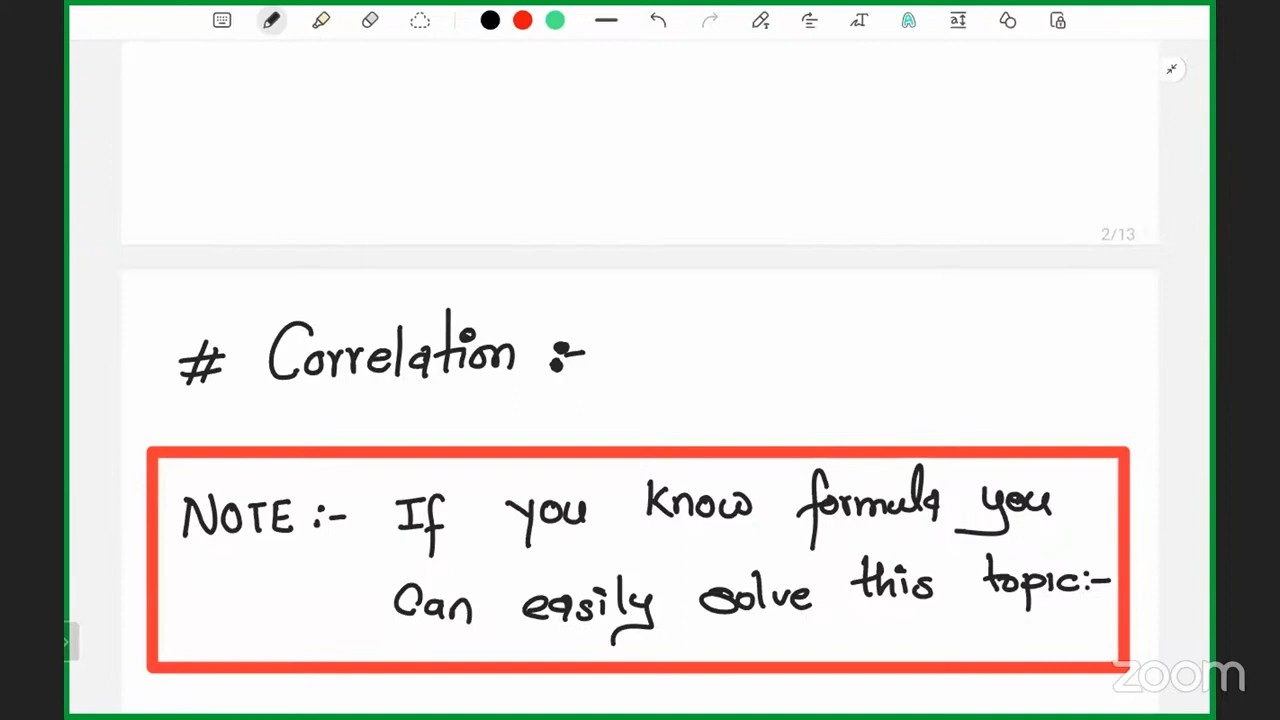 2/13
# Correlation :-
NOTE :- If you know formula you
Can easily solve this topic:-
zoom